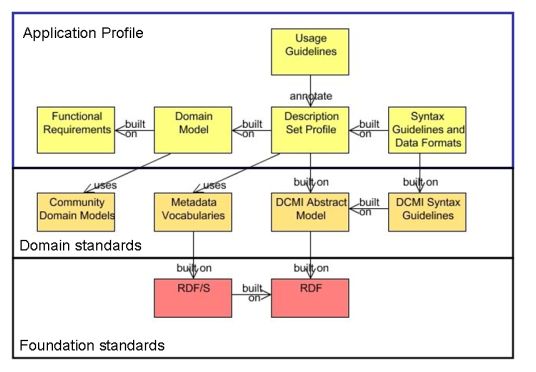 Application Profile
Usage
Guidelines
annotate
Functional
Requirements
built
on
Domain
Model
built
on
Description
Set Profile
built
on
Syntax
Guidelines and
Data Formats
uses
uses
built on
built on
Community
Domain Models
Metadata
Vocabularies
DCMI Abstract
Model
built
on
DCMI Syntax
Guidelines
Domain standards
built on
built on
RDF/S
built
on
RDF
Foundation standards